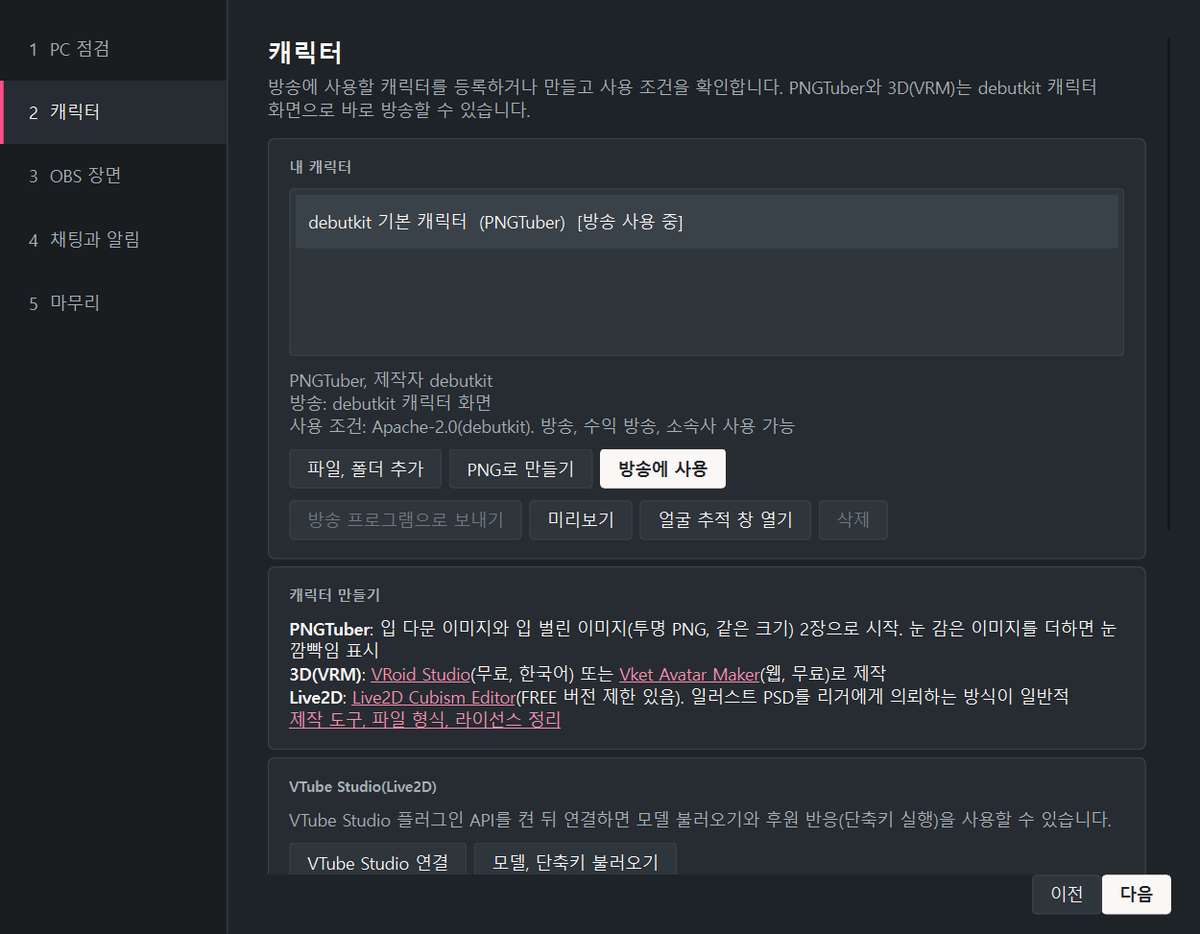 1 PC 점검
2 캐릭터
3 OBS 장면
4 채팅과 알림
5 마무리
캐릭터
방송에 사용할 캐릭터를 등록하거나 만들고 사용 조건을 확인합니다. PNGTuber와 3D(VRM)는 debutkit 캐릭터
화면으로 바로 방송할 수 있습니다.
내 캐릭터
debutkit 기본 캐릭터 (PNGTuber) [방송 사용 중]
PNGTuber, 제작자 debutkit
방송: debutkit 캐릭터 화면
사용 조건: Apache-2.0(debutkit). 방송, 수익 방송, 소속사 사용 가능
파일, 폴더 추가 PNG로 만들기 방송에 사용
방송 프로그램으로 보내기 미리보기 얼굴 추적 창 열기 삭제
캐릭터 만들기
PNGTuber: 입 다문 이미지와 입 벌린 이미지(투명 PNG, 같은 크기) 2장으로 시작. 눈 감은 이미지를 더하면 눈
깜빡임 표시
3D(VRM): VRoid Studio(무료, 한국어) 또는 Vket Avatar Maker(웹, 무료)로 제작
Live2D: Live2D Cubism Editor(FREE 버전 제한 있음). 일러스트 PSD를 리거에게 의뢰하는 방식이 일반적
제작 도구, 파일 형식, 라이선스 정리
VTube Studio(Live2D)
VTube Studio 플러그인 API를 켠 뒤 연결하면 모델 불러오기와 후원 반응(단축키 실행)을 사용할 수 있습니다.
VTube Studio 연결 모델, 단축키 불러오기
이전 다음